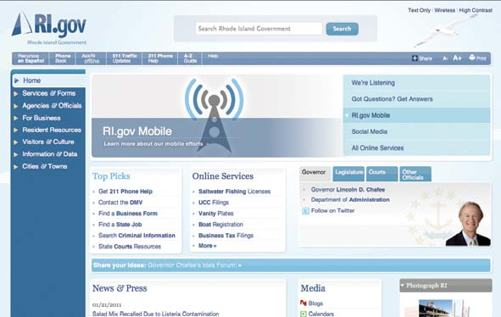 Text Only · Wireless · High Contrast
RI.gov
Rhode Island Government
Search Rhode Island Government
Search
Recursos en Español
Phone Book
511 Traffic Updates
211 Phone Help
A-Z Guide
Help
Share
A- A+
Print
Home
Services & Forms
Agencies & Officials
For Business
Resident Resources
Visitors & Culture
Information & Data
Cities & Towns
RI.gov Mobile
Learn more about our mobile efforts
We're Listening
Got Questions? Get Answers
RI.gov Mobile
Social Media
All Online Services
Top Picks
Get 211 Phone Help
Contact the DMV
Find a Business Form
Find a State Job
Search Criminal Information
State Courts Resources
Online Services
Saltwater Fishing Licenses
UCC Filings
Vanity Plates
Boat Registration
Business Tax Filings
More »
Governor
Legislature
Courts
Other Officials
Governor Lincoln D. Chafee
Department of Administration
Follow on Twitter
Share your Ideas: Governor Chafee's Idea Forum: »
News & Press
01/21/2011
Salad Mix Recalled Due to Listeria Contamination
Media
Blogs
Calendars
Photograph RI